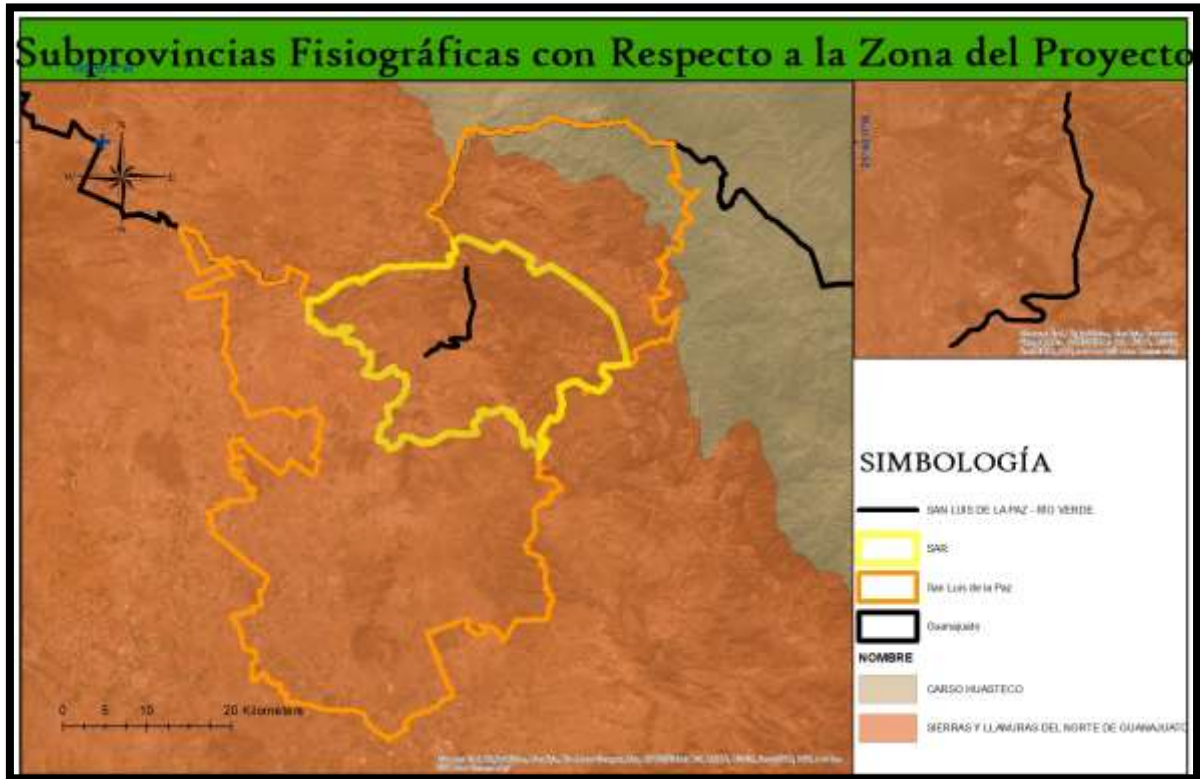 Subprovincias Fisiográficas con Respecto a la Zona del Proyecto
N
W E
S
0 5 10 20 Kilometers
SIMBOLOGÍA
SAN LUIS DE LA PAZ - RIO VERDE
SAR
San Luis de la Paz
Guanajuato
NOMBRE
CARSO HUASTECO
SIERRAS Y LLANURAS DEL NORTE DE GUANAJUATO